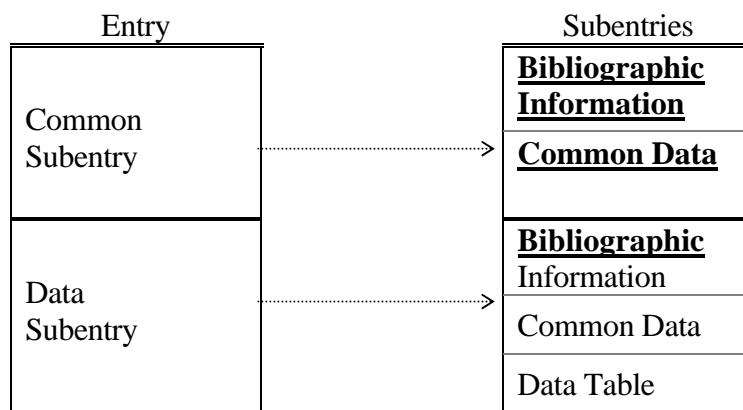 Entry
Subentries
Common
Subentry
Bibliographic
Information
Common Data
Data
Subentry
Bibliographic
Information
Common Data
Data Table